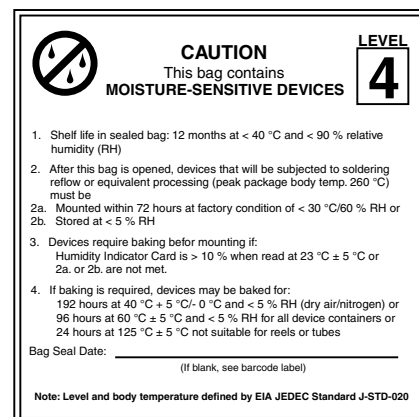 CAUTION
This bag contains
MOISTURE-SENSITIVE DEVICES
LEVEL
4
1. Shelf life in sealed bag: 12 months at < 40 °C and < 90 % relative
humidity (RH)
2. After this bag is opened, devices that will be subjected to soldering
reflow or equivalent processing (peak package body temp. 260 °C)
must be
2a. Mounted within 72 hours at factory condition of < 30 °C/60 % RH or
2b. Stored at < 5 % RH
3. Devices require baking befor mounting if:
Humidity Indicator Card is > 10 % when read at 23 °C ± 5 °C or
2a. or 2b. are not met.
4. If baking is required, devices may be baked for:
192 hours at 40 °C + 5 °C/- 0 °C and < 5 % RH (dry air/nitrogen) or
96 hours at 60 °C ± 5 °C and < 5 % RH for all device containers or
24 hours at 125 °C ± 5 °C not suitable for reels or tubes
Bag Seal Date:
(If blank, see barcode label)
Note: Level and body temperature defined by EIA JEDEC Standard J-STD-020